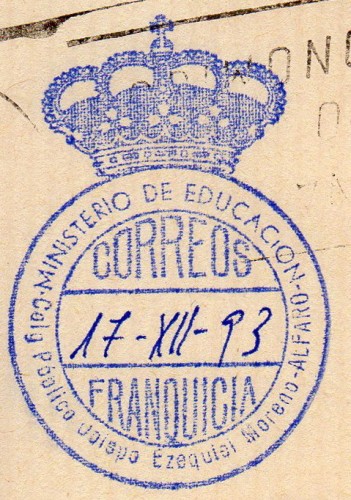 MINISTERIO DE EDUCACION-
CORREOS
17-XII-93
FRANQUICIA
Colg Público Obispo Ezequiel Moreno-ALFARO-